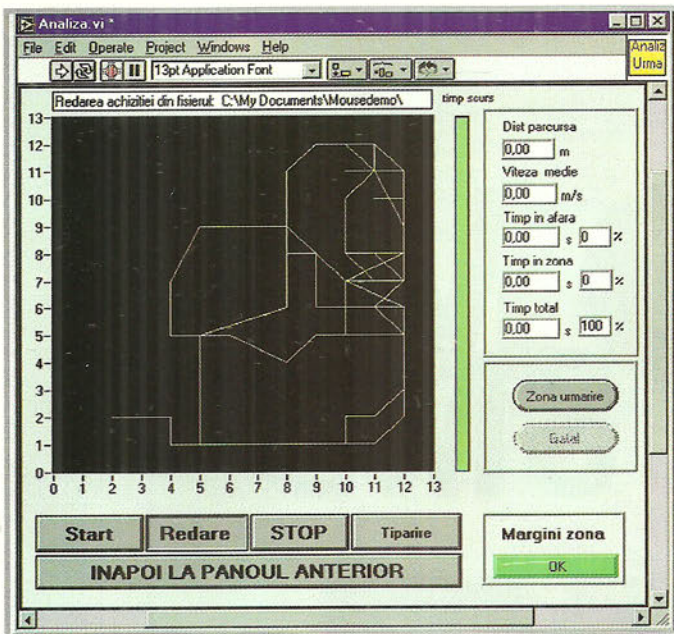 Analiza.vi *
File Edit Operate Project Windows Help
13pt Application Font
Analiz
Urma
Redarea achizitiei din fisierul: C:\My Documents\Mousedemo\
timp scurs
13-
12-
11-
10-
9-
8-
7-
6-
5-
4-
3-
2-
1-
0-
0 1 2 3 4 5 6 7 8 9 10 11 12 13
Dist parcursa
0,00 m
Viteza medie
0,00 m/s
Timp in afara
0,00 s 0 %
Timp in zona
0,00 s 0 %
Timp total
0,00 s 100 %
Zona urmarire
Gata!
Start Redare STOP Tiparire
INAPOI LA PANOUL ANTERIOR
Margini zona
OK